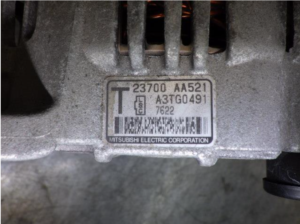 23700 AA521
T A3TG0491
7622
MITSUBISHI ELECTRIC CORPORATION